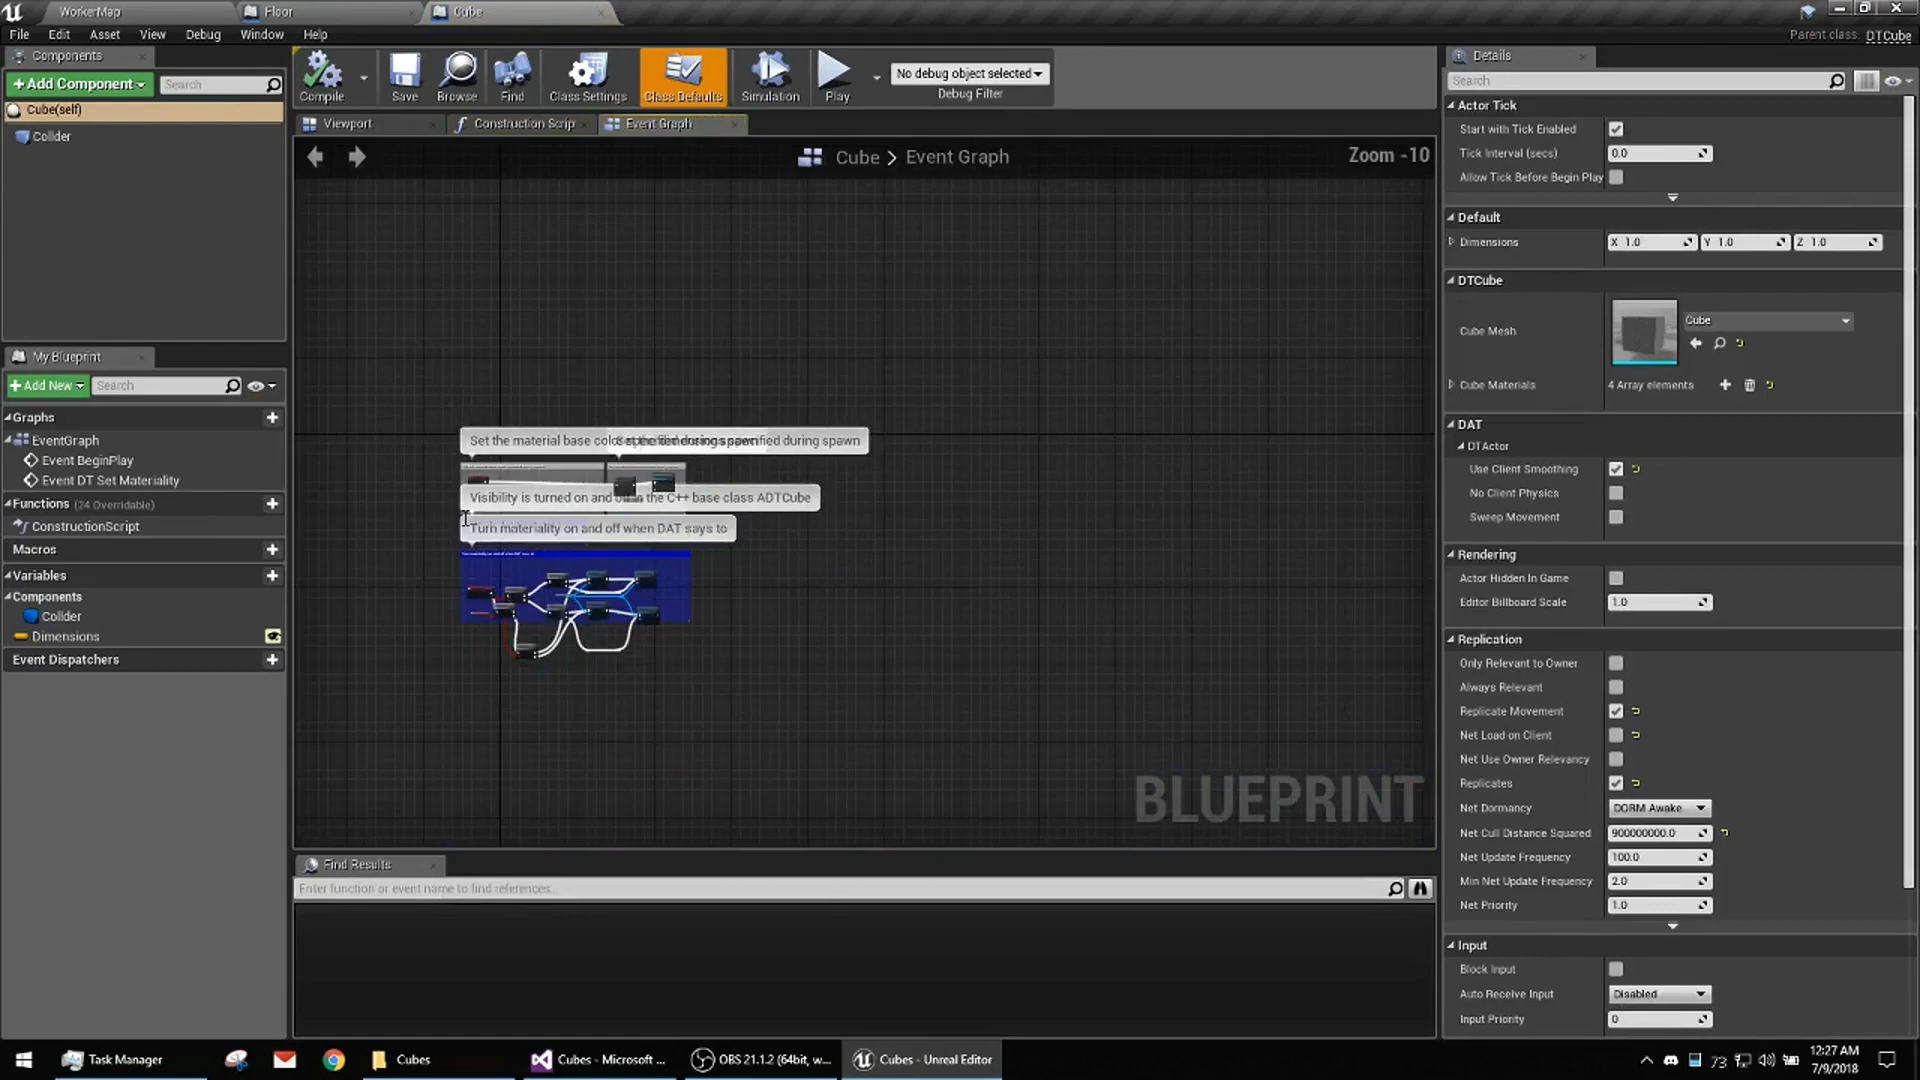 WorkerMap
Floor
Cube
File
Edit
Asset
View
Debug
Window
Help
Parent class: DTCube
Components
+Add Component
Search
Cube(self)
Collder
My Blueprint
+Add New
Search
Graphs
EventGraph
Event BeginPlay
Event DT Set Materiality
Functions (24 Overridable)
ConstructionScript
Macros
Variables
Components
Collder
Dimensions
Event Dispatchers
Compile
Save
Browse
Find
Class Settings
Class Defaults
Simulation
Play
No debug object selected
Debug Filter
Viewport
Construction Scrip
Event Graph
Cube > Event Graph
Zoom -10
Set the material base color
specified during spawn
Visibility is turned on and off in the C++ base class ADTCube
Turn materiality on and off when DAT says to
BLUEPRINT
Find Results
Enter function or event name to find references...
Details
Search
Actor Tick
Start with Tick Enabled
Tick Interval (secs) 0.0
Allow Tick Before Begin Play
Default
Dimensions X 1.0 Y 1.0 Z 1.0
DTCube
Cube Mesh
Cube
Cube Materials 4 Array elements
DAT
DTActor
Use Client Smoothing
No Client Physics
Sweep Movement
Rendering
Actor Hidden In Game
Editor Billboard Scale 1.0
Replication
Only Relevant to Owner
Always Relevant
Replicate Movement
Net Load on Client
Net Use Owner Relevancy
Replicates
Net Dormancy DORM Awake
Net Cull Distance Squared 900000000.0
Net Update Frequency 100.0
Min Net Update Frequency 2.0
Net Priority 1.0
Input
Block Input
Auto Receive Input Disabled
Input Priority 0
Task Manager
Cubes
Cubes - Microsoft ...
OBS 21.1.2 (64bit, w...
Cubes - Unreal Editor
73
12:27 AM
7/9/2018